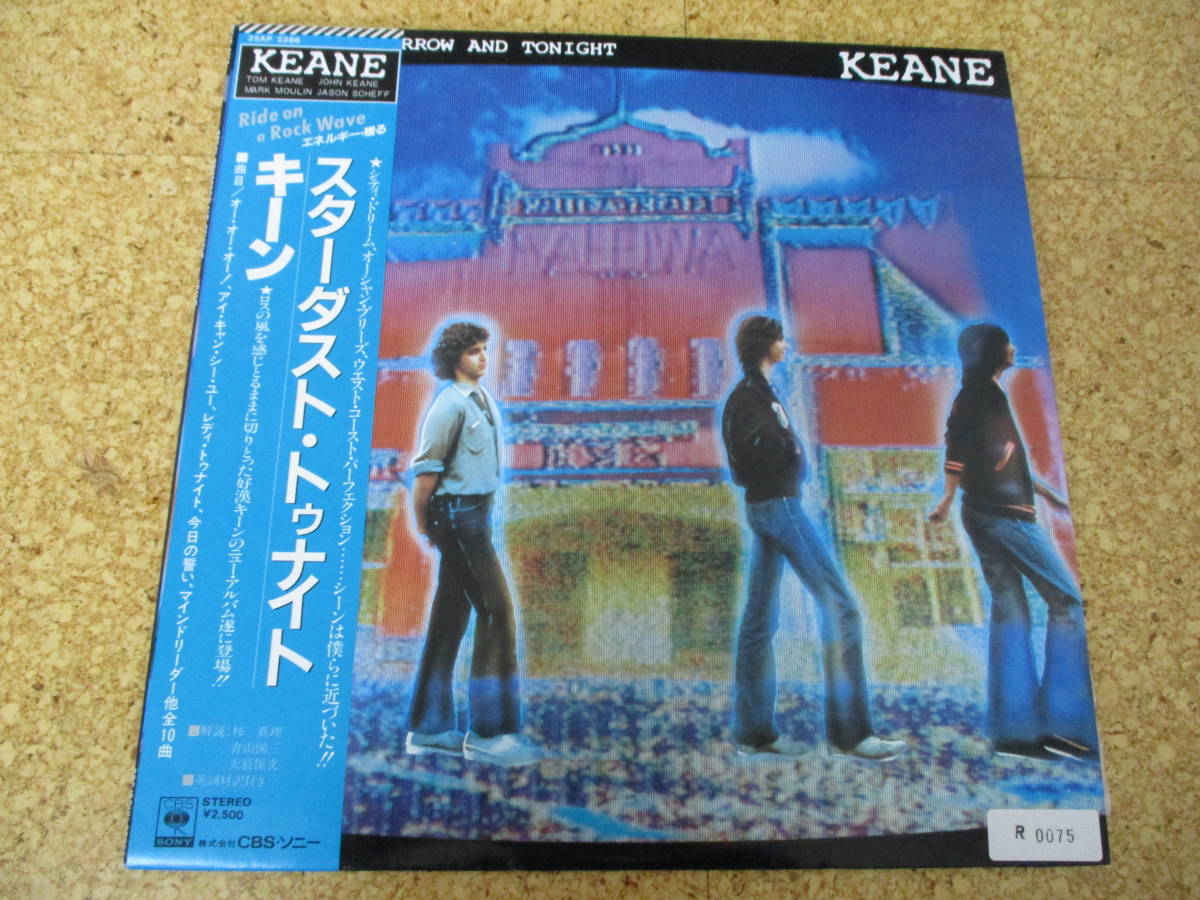 25AP 2396
KEANE
TOM KEANE JOHN KEANE
MARK MOULIN JASON SCHEFF
RROW AND TONIGHT
KEANE
Ride on
a Rock Wave
エネルギー・踊る
★シティ・ドリーム、オーシャン・ブリーズ、ウエスト・コースト・パーフェクション……シーンは僕らに近づいた!!
スターダスト・トゥナイト
キーン
★ロスの風を感じとるままに切りとった好漢キーンのニュー・アルバム遂に登場!!
■曲目/オー・オー・オー!、アイ・キャン・シー・ユー、レディ・トゥナイト、今日の誓い、マインドリーダー他全10曲
■解説:杉 真理
青山悌三
大寂保文
■英詞対訳付き
CBS
SONY
STEREO
¥2,500
株式会社CBS・ソニー
R 0075